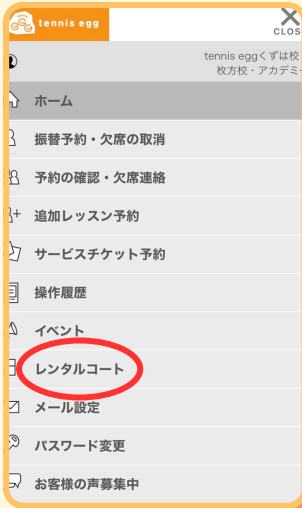 tennis egg
CLOS
tennis eggくずは校
枚方校・アカデミー
ホーム
振替予約・欠席の取消
予約の確認・欠席連絡
追加レッスン予約
サービスチケット予約
操作履歴
イベント
レンタルコート
メール設定
パスワード変更
お客様の声募集中